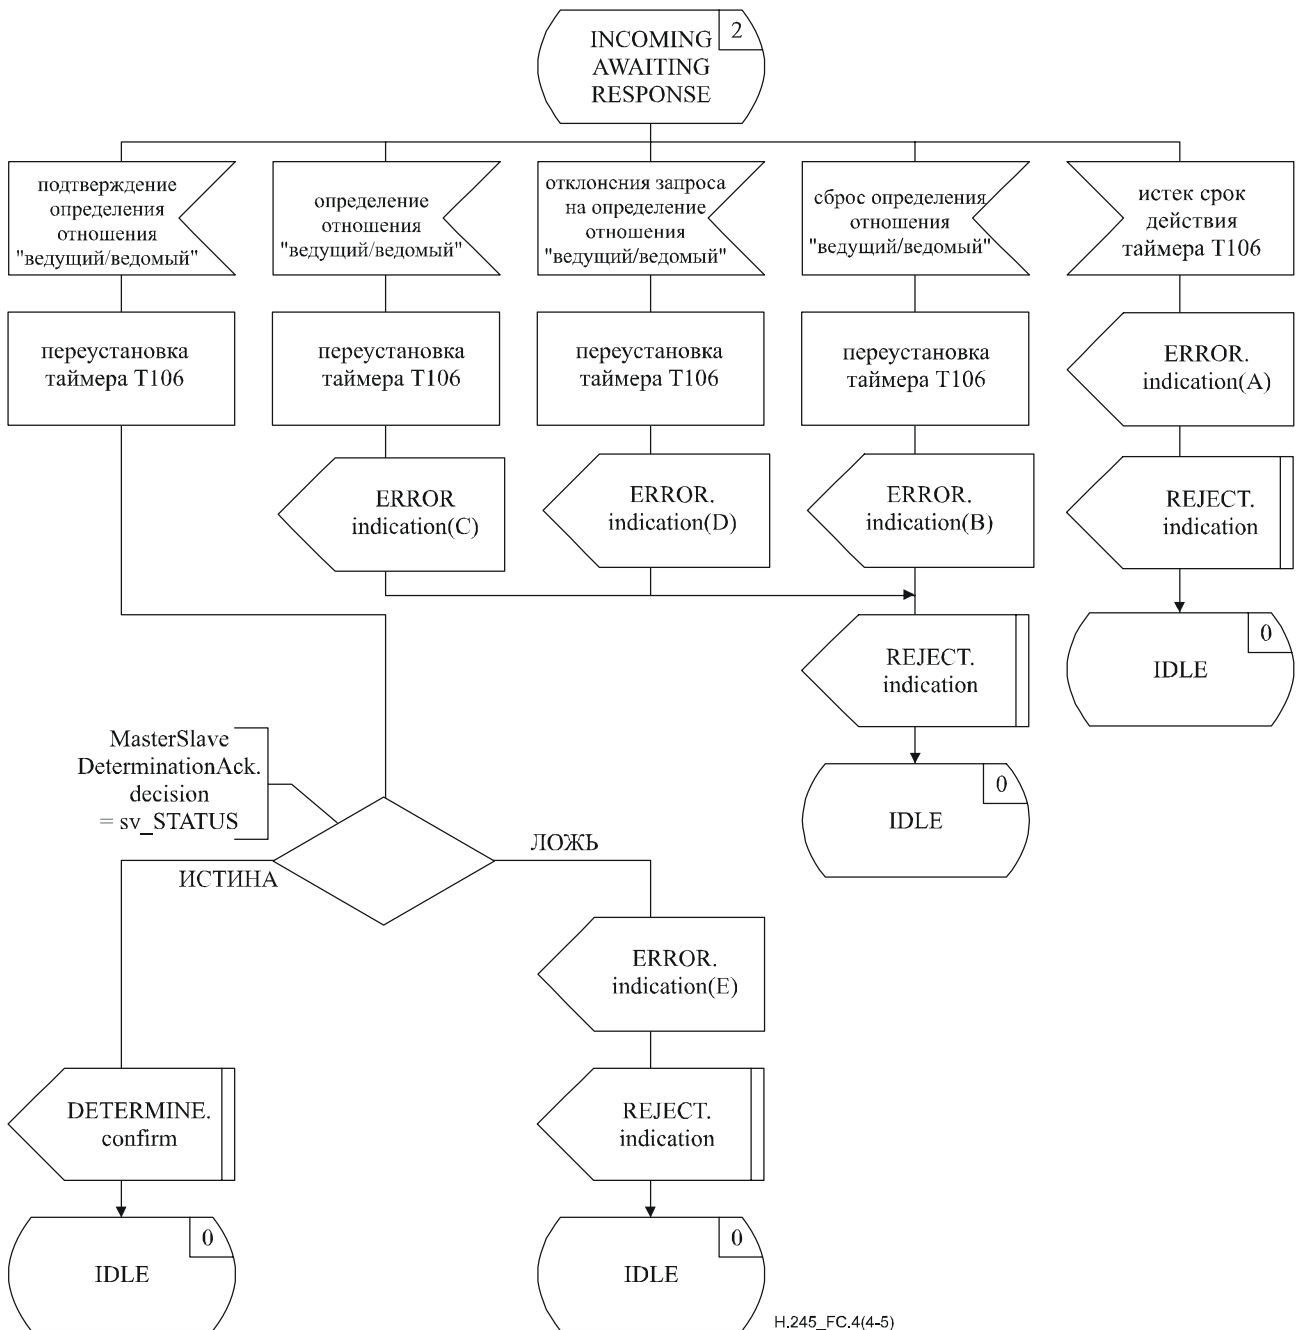 INCOMING
AWAITING
RESPONSE
2
подтверждение
определения
отношения
"ведущий/ведомый"
определение
отношения
"ведущий/ведомый"
отклонсния запроса
на определение
отношения
"ведущий/ведомый"
сброс определения
отношения
"ведущий/ведомый"
истек срок
действия
таймера T106
переустановка
таймера T106
переустановка
таймера T106
переустановка
таймера T106
переустановка
таймера T106
ERROR.
indication(A)
ERROR
indication(C)
ERROR.
indication(D)
ERROR.
indication(B)
REJECT.
indication
REJECT.
indication
0
IDLE
0
IDLE
MasterSlave
DeterminationAck.
decision
= sv_STATUS
ИСТИНА
ЛОЖЬ
ERROR.
indication(E)
DETERMINE.
confirm
REJECT.
indication
0
IDLE
0
IDLE
H.245_FC.4(4-5)